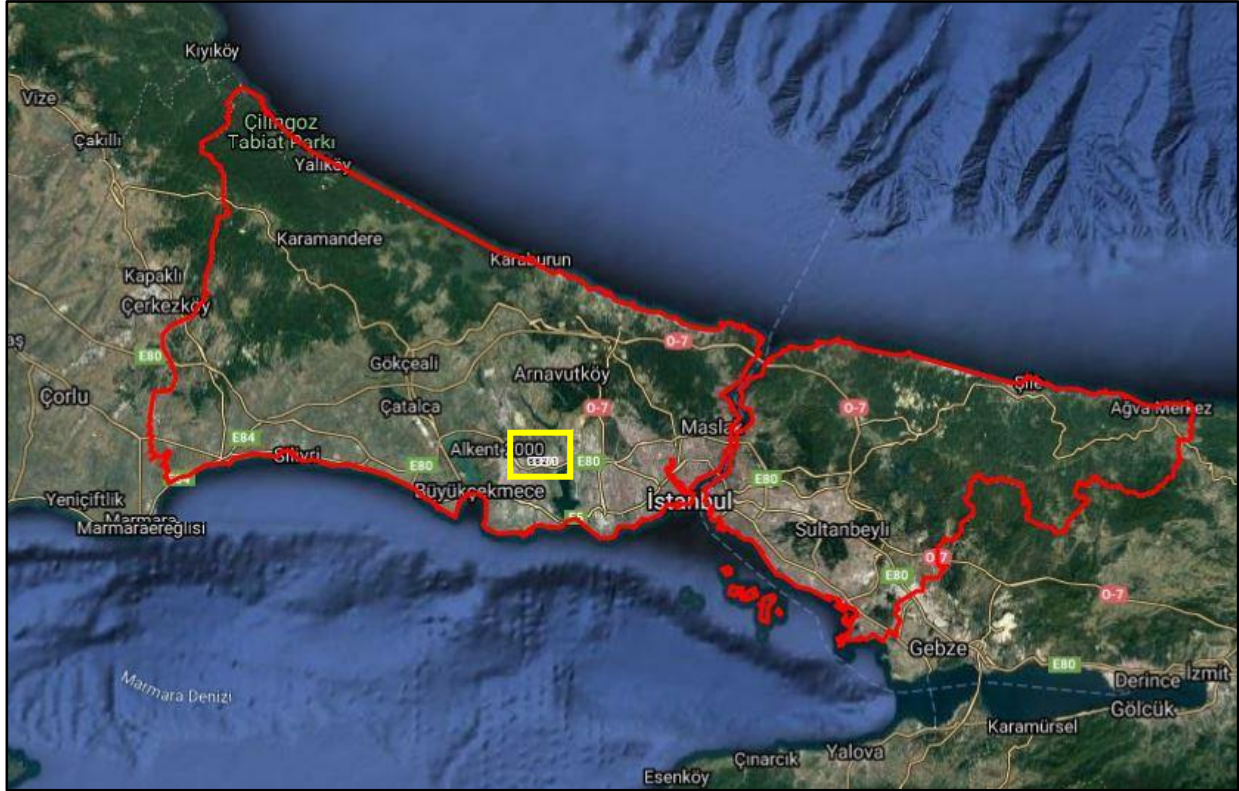 Kıyıköy
Vize
Çilingoz
Tabiat Parkı
Çakıllı
Yalıköy
Karamandere
Karaburun
Kapaklı
Çerkezköy
O-7
E80
Gökçeali
Arnavutköy
Şile
Çorlu
Çatalca
O-7
O-7
Ağva Merkez
Maslak
E84
Silivri
Alkent 2000
E80
E80
E80
Büyükçekmece
İstanbul
Yeniçiftlik
Marmara
Marmaraereğlisi
E5
Sultanbeyli
O-7
E80
O-7
Gebze
E80
Derince
İzmit
Marmara Denizi
Gölcük
Karamürsel
Çınarcık
Yalova
Esenköy